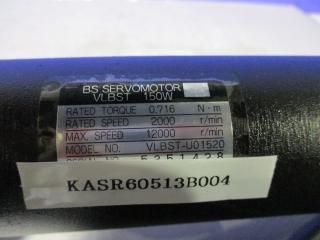 BS SERVOMOTOR
VLBST 150W
RATED TORQUE 0.716 N·m
RATED SPEED 2000 r/min
MAX. SPEED 12000 r/min
MODEL NO. VLBST-U01520
KASR60513B004